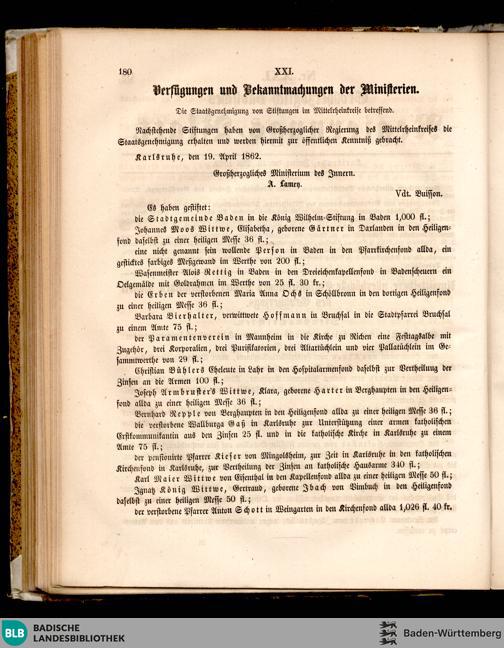 180 XXI.
Verfügungen und Bekanntmachungen der Ministerien.
Die Staatsgenehmigung von Stiftungen im Mittelrheinkreise betreffend.
Nachstehende Stiftungen haben von Großherzoglicher Regierung des Mittelrheinkreises die
Staatsgenehmigung erhalten und werden hiermit zur öffentlichen Kenntniß gebracht.
Karlsruhe, den 19. April 1862.
Großherzogliches Ministerium des Innern.
A. Lamey.
Vdt. Buisson.
Es haben gestiftet:
die Stadtgemeinde Baden in die König Wilhelm-Stiftung in Baden 1,000 fl.;
Johannes Moos Wittwe, Elisabetha, geborene Gärtner in Darlanden in den Heiligen-
fond daselbst zu einer heiligen Messe 36 fl.;
eine nicht genannt sein wollende Person in Baden in den Pfarrkirchenfond allda, ein
gesticktes farbiges Meßgewand im Werthe von 200 fl.;
Wasenmeister Alois Rettig in Baden in den Dreieichenkapellenfond in Badenscheuern ein
Oelgemälde mit Goldrahmen im Werthe von 25 fl. 30 kr.;
die Erben der verstorbenen Maria Anna Ochs in Schöllbronn in den dortigen Heiligenfond
zu einer heiligen Messe 36 fl.;
Barbara Bierhalter, verwittwete Hoffmann in Bruchsal in die Stadtpfarrei Bruchsal
zu einem Amte 75 fl.;
der Paramentenverein in Mannheim in die Kirche zu Richen eine Festtagsalbe mit
Zugehör, drei Korporalien, drei Purifikatorien, drei Altartüchlein und vier Pallatüchlein im Ge-
sammtwerthe von 29 fl.;
Christian Bühlers Eheleute in Lahr in den Hospitalarmenfond daselbst zur Vertheilung der
Zinsen an die Armen 100 fl.;
Joseph Armbrusters Wittwe, Klara, geborene Harter in Berghaupten in den Heiligen-
fond allda zu einer heiligen Messe 36 fl.;
Bernhard Repple von Berghaupten in den Heiligenfond allda zu einer heiligen Messe 36 fl.;
die verstorbene Wallburga Gaß in Karlsruhe zur Unterstützung einer armen katholischen
Erstkommunikantin aus den Zinsen 25 fl. und in die katholische Kirche in Karlsruhe zu einem
Amte 75 fl.;
der pensionirte Pfarrer Kiefer von Mingolsheim, zur Zeit in Karlsruhe in den katholischen
Kirchenfond in Karlsruhe, zur Vertheilung der Zinsen an katholische Hausarme 340 fl.;
Karl Maier Wittwe von Eisenthal in den Kapellenfond allda zu einer heiligen Messe 50 fl.;
Ignatz König Wittwe, Gertraud, geborene Ibach von Vimbuch in den Heiligenfond
daselbst zu einer heiligen Messe 50 fl.;
der verstorbene Pfarrer Anton Schott in Weingarten in den Kirchenfond allda 1,026 fl. 40 kr.
BLB BADISCHE
LANDESBIBLIOTHEK
Baden-Württemberg